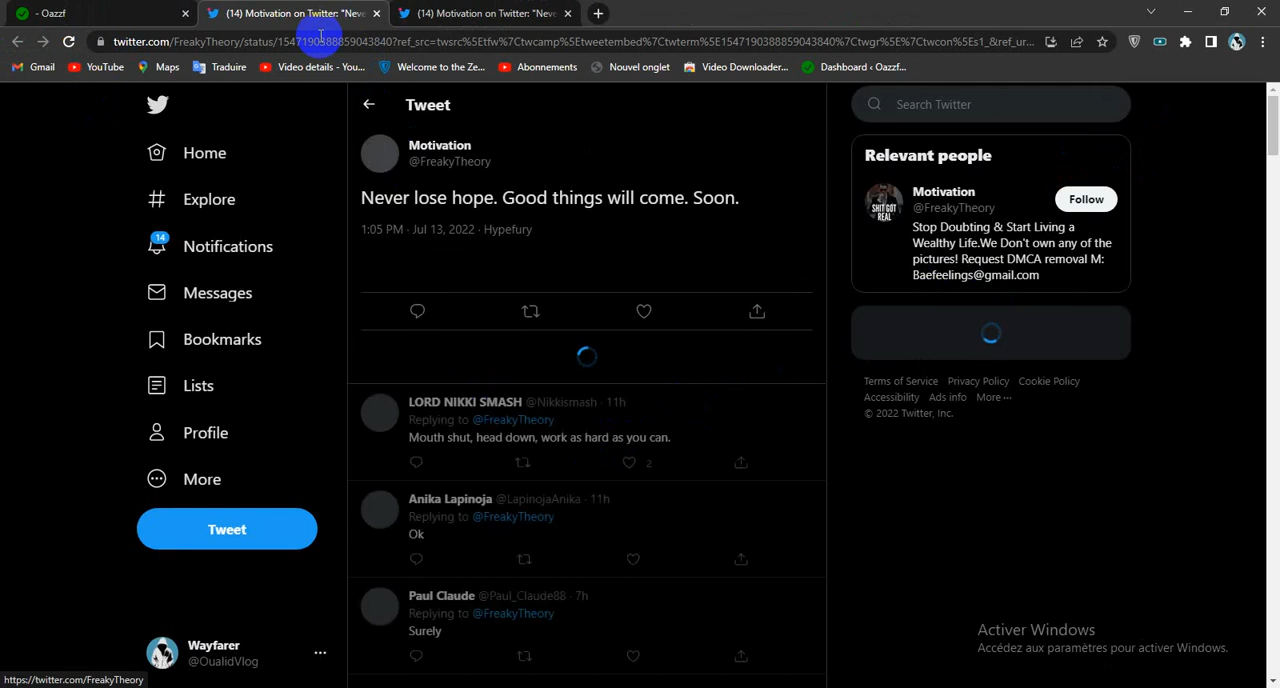 - Oazzf
(14) Motivation on Twitter: "Neve
(14) Motivation on Twitter: "Neve
twitter.com/FreakyTheory/status/1547190388859043840?ref_src=twsrc%5Etfw%7Ctwcamp%5Etweetembed%7Ctwterm%5E1547190388859043840%7Ctwgr%5E%7Ctwcon%5Es1_&ref_ur...
Gmail
YouTube
Maps
Traduire
Video details - You...
Welcome to the Ze...
Abonnements
Nouvel onglet
Video Downloader...
Dashboard ‹ Oazzf...
Home
Explore
14
Notifications
Messages
Bookmarks
Lists
Profile
More
Tweet
Wayfarer
@OualidVlog
https://twitter.com/FreakyTheory
Tweet
Motivation
@FreakyTheory
Never lose hope. Good things will come. Soon.
1:05 PM · Jul 13, 2022 · Hypefury
LORD NIKKI SMASH @Nikkismash · 11h
Replying to @FreakyTheory
Mouth shut, head down, work as hard as you can.
2
Anika Lapinoja @LapinojaAnika · 11h
Replying to @FreakyTheory
Ok
Paul Claude @Paul_Claude88 · 7h
Replying to @FreakyTheory
Surely
Search Twitter
Relevant people
SHIT GOT
REAL
Motivation
@FreakyTheory
Follow
Stop Doubting & Start Living a
Wealthy Life.We Don't own any of the
pictures! Request DMCA removal M:
Baefeelings@gmail.com
Terms of Service Privacy Policy Cookie Policy
Accessibility Ads info More ···
© 2022 Twitter, Inc.
Activer Windows
Accédez aux paramètres pour activer Windows.